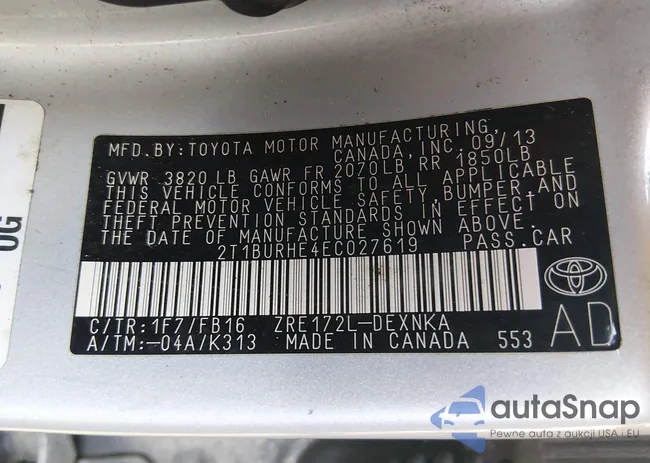 MFD. BY: TOYOTA MOTOR MANUFACTURING,
CANADA, INC. 09/13
GVWR 3820 LB GAWR FR 2070LB RR 1850LB
THIS VEHICLE CONFORMS TO ALL APPLICABLE
FEDERAL MOTOR VEHICLE SAFETY, BUMPER, AND
THEFT PREVENTION STANDARDS IN EFFECT ON
THE DATE OF MANUFACTURE SHOWN ABOVE.
2T1BURHE4EC027619 PASS. CAR
C/TR: 1F7/FB16 ZRE172L-DEXNKA
A/TM: -04A/K313 MADE IN CANADA 553
AD
OG
autaSnap
Pewne auta z aukcji USA i EU